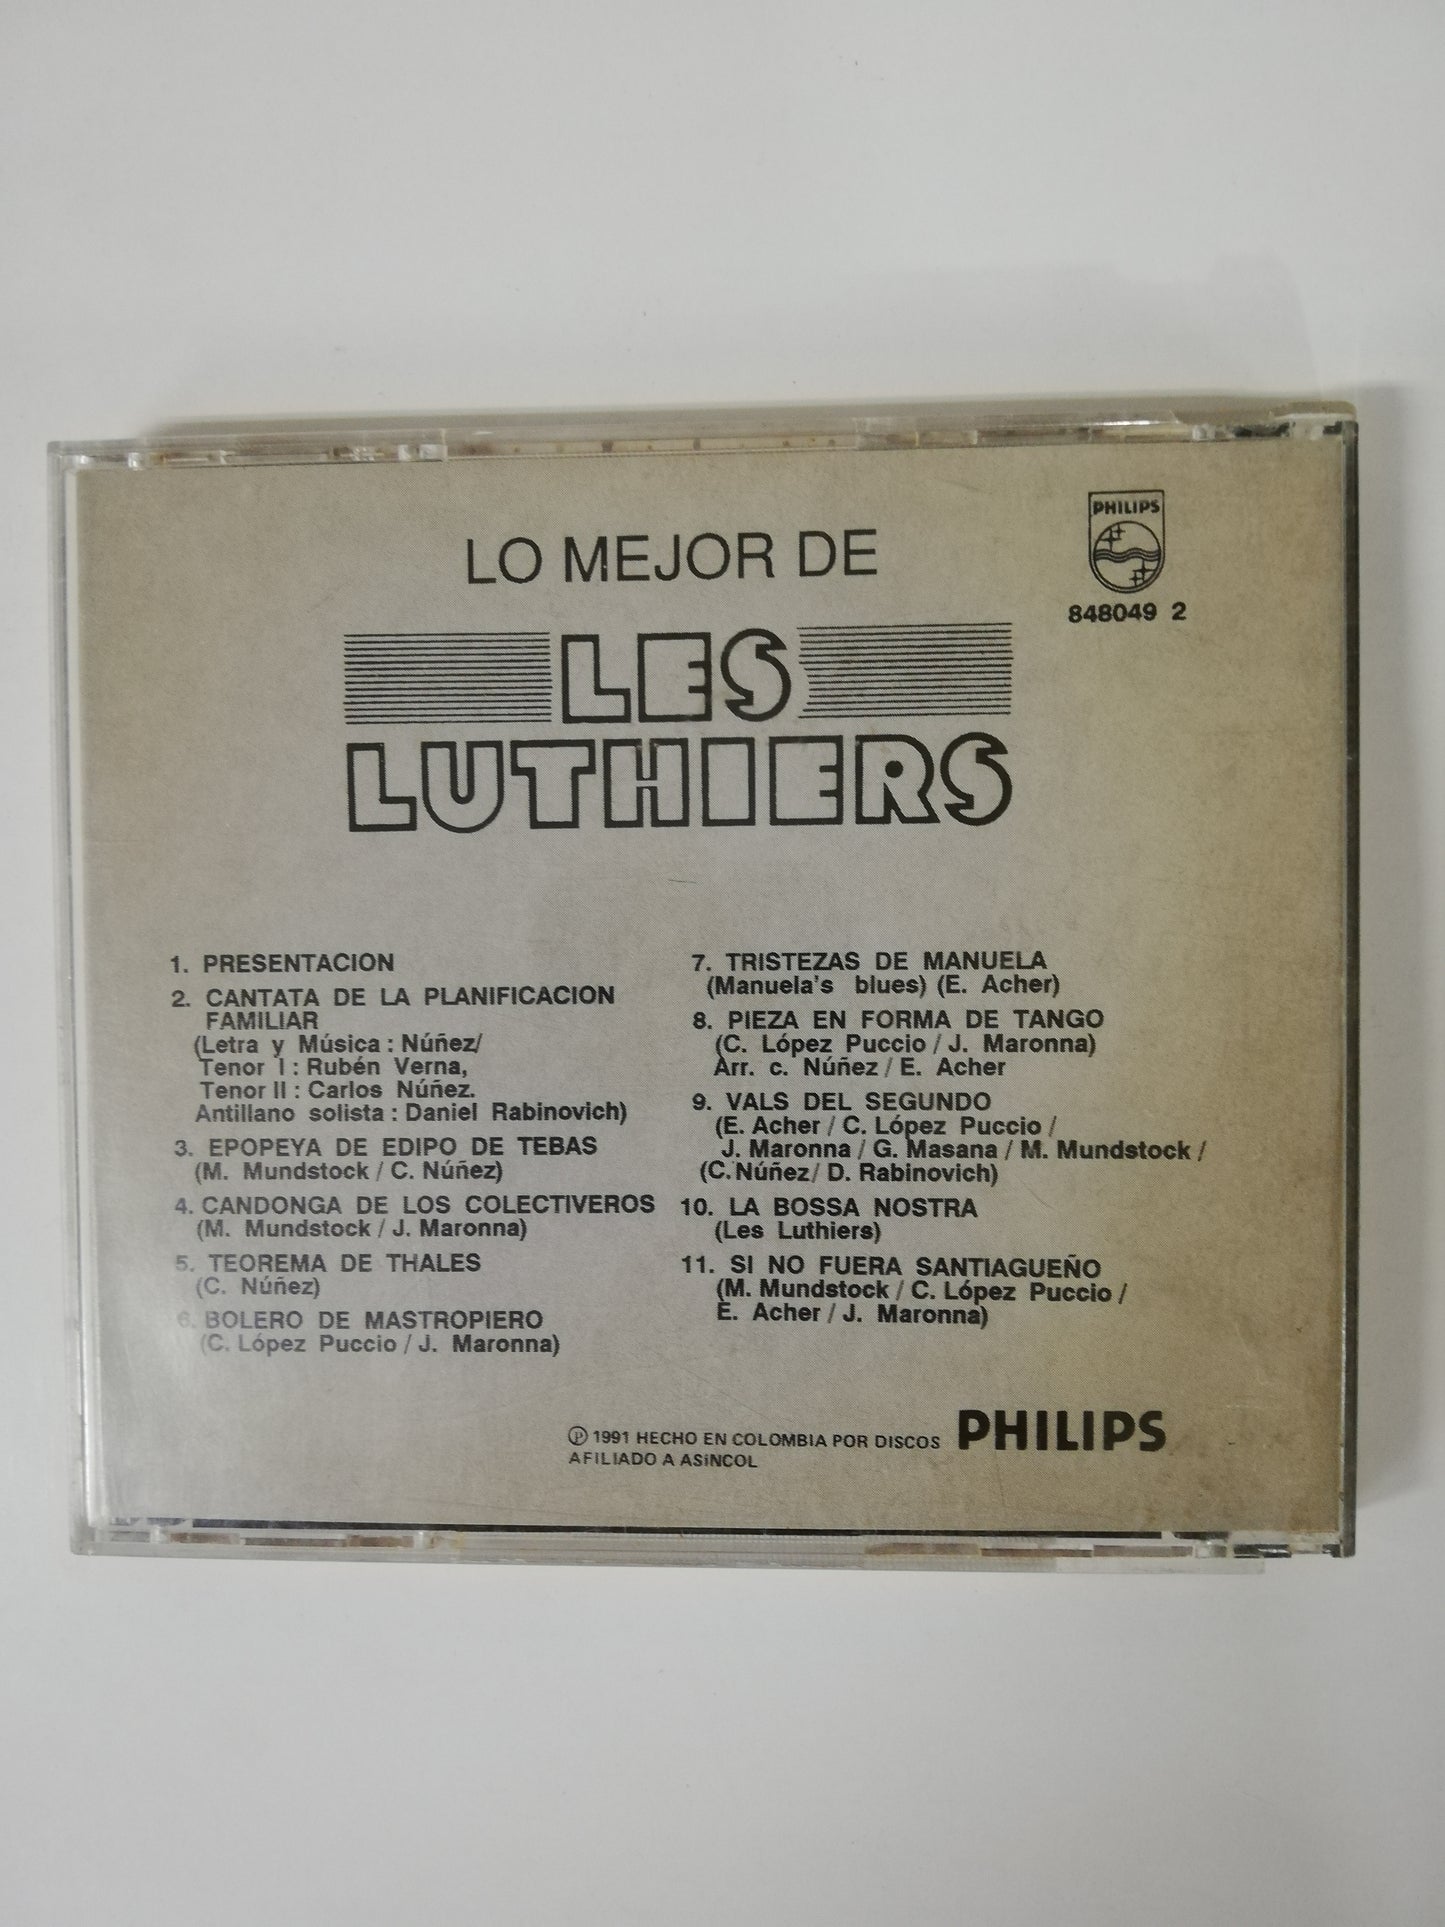 PHILIPS
848049 2
LO MEJOR DE
LES
LUTHIERS
1. PRESENTACION
2. CANTATA DE LA PLANIFICACION
FAMILIAR
(Letra y Música : Núñez/
Tenor I : Rubén Verna,
Tenor II : Carlos Núñez.
Antillano solista : Daniel Rabinovich)
3. EPOPEYA DE EDIPO DE TEBAS
(M. Mundstock / C. Núñez)
4. CANDONGA DE LOS COLECTIVEROS
(M. Mundstock / J. Maronna)
5. TEOREMA DE THALES
(C. Núñez)
6. BOLERO DE MASTROPIERO
(C. López Puccio / J. Maronna)
7. TRISTEZAS DE MANUELA
(Manuela's blues) (E. Acher)
8. PIEZA EN FORMA DE TANGO
(C. López Puccio / J. Maronna)
Arr. c. Núñez / E. Acher
9. VALS DEL SEGUNDO
(E. Acher / C. López Puccio /
J. Maronna / G. Masana / M. Mundstock /
(C. Núñez/ D. Rabinovich)
10. LA BOSSA NOSTRA
(Les Luthiers)
11. SI NO FUERA SANTIAGUEÑO
(M. Mundstock / C. López Puccio /
E. Acher / J. Maronna)
℗ 1991 HECHO EN COLOMBIA POR DISCOS PHILIPS
AFILIADO A ASiNCOL